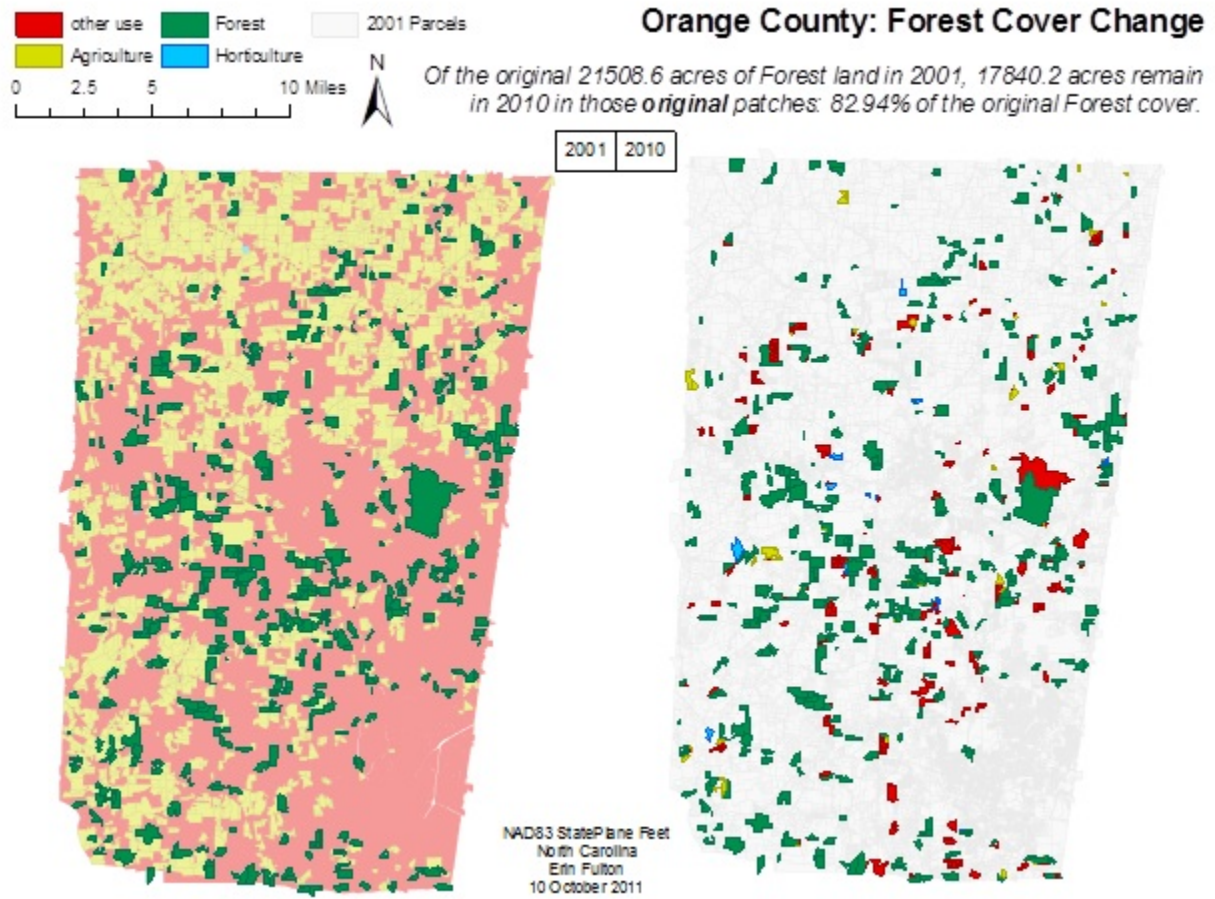 Orange County: Forest Cover Change
other use
Forest
2001 Parcels
Agriculture
Horticulture
0 2.5 5 10 Miles
N
Of the original 21508.6 acres of Forest land in 2001, 17840.2 acres remain
in 2010 in those original patches: 82.94% of the original Forest cover.
2001 2010
NAD83 StatePlane Feet
North Carolina
Erin Fulton
10 October 2011